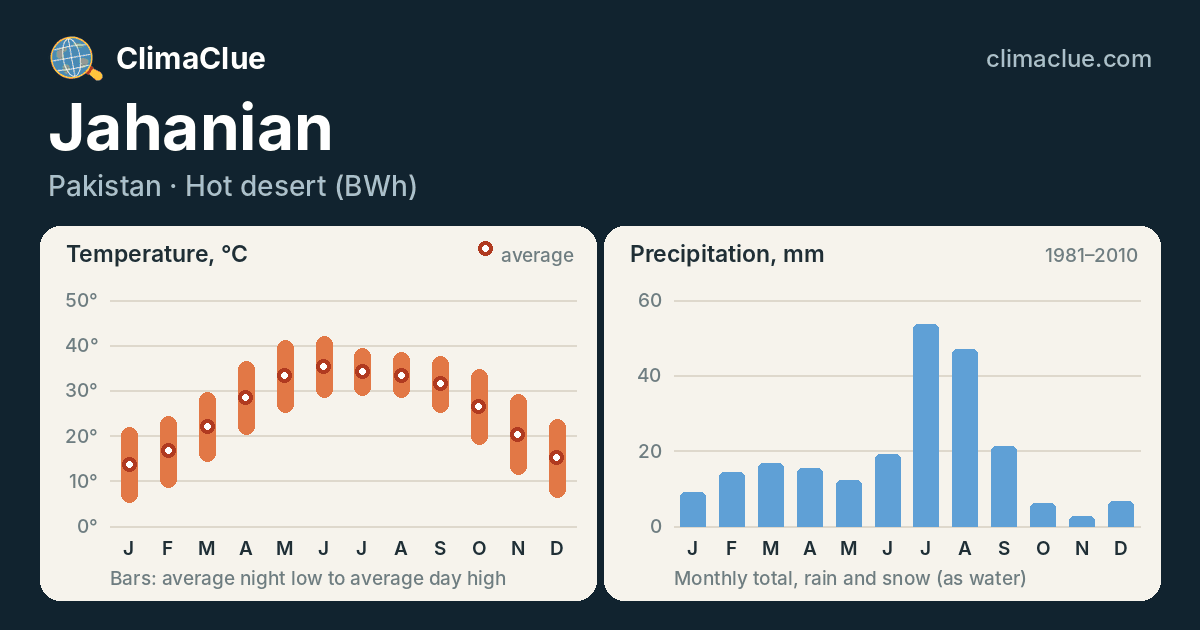 ClimaClue
climaclue.com
Jahanian
Pakistan · Hot desert (BWh)
Temperature, °C
average
50°
40°
30°
20°
10°
0°
J F M A M J J A S O N D
Bars: average night low to average day high
Precipitation, mm
1981–2010
60
40
20
0
J F M A M J J A S O N D
Monthly total, rain and snow (as water)